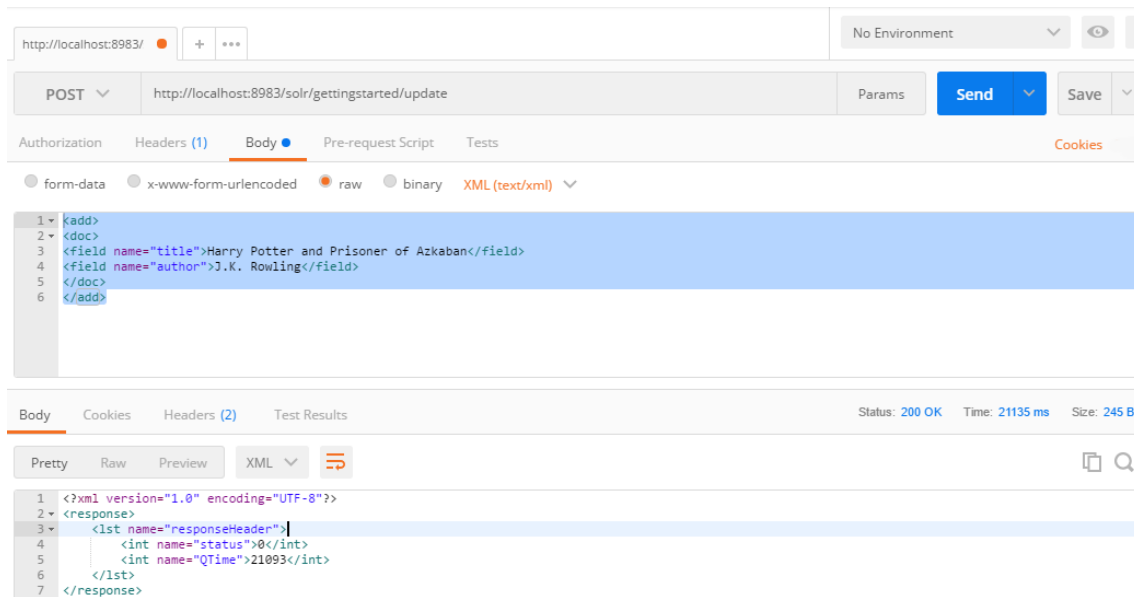 http://localhost:8983/
No Environment
POST http://localhost:8983/solr/gettingstarted/update Params Send Save
Authorization Headers (1) Body Pre-request Script Tests Cookies
form-data x-www-form-urlencoded raw binary XML (text/xml)
1 <add>
2 <doc>
3 <field name="title">Harry Potter and Prisoner of Azkaban</field>
4 <field name="author">J.K. Rowling</field>
5 </doc>
6 </add>
Body Cookies Headers (2) Test Results Status: 200 OK Time: 21135 ms Size: 245 B
Pretty Raw Preview XML
1 <?xml version="1.0" encoding="UTF-8"?>
2 <response>
3 <lst name="responseHeader">
4 <int name="status">0</int>
5 <int name="QTime">21093</int>
6 </lst>
7 </response>